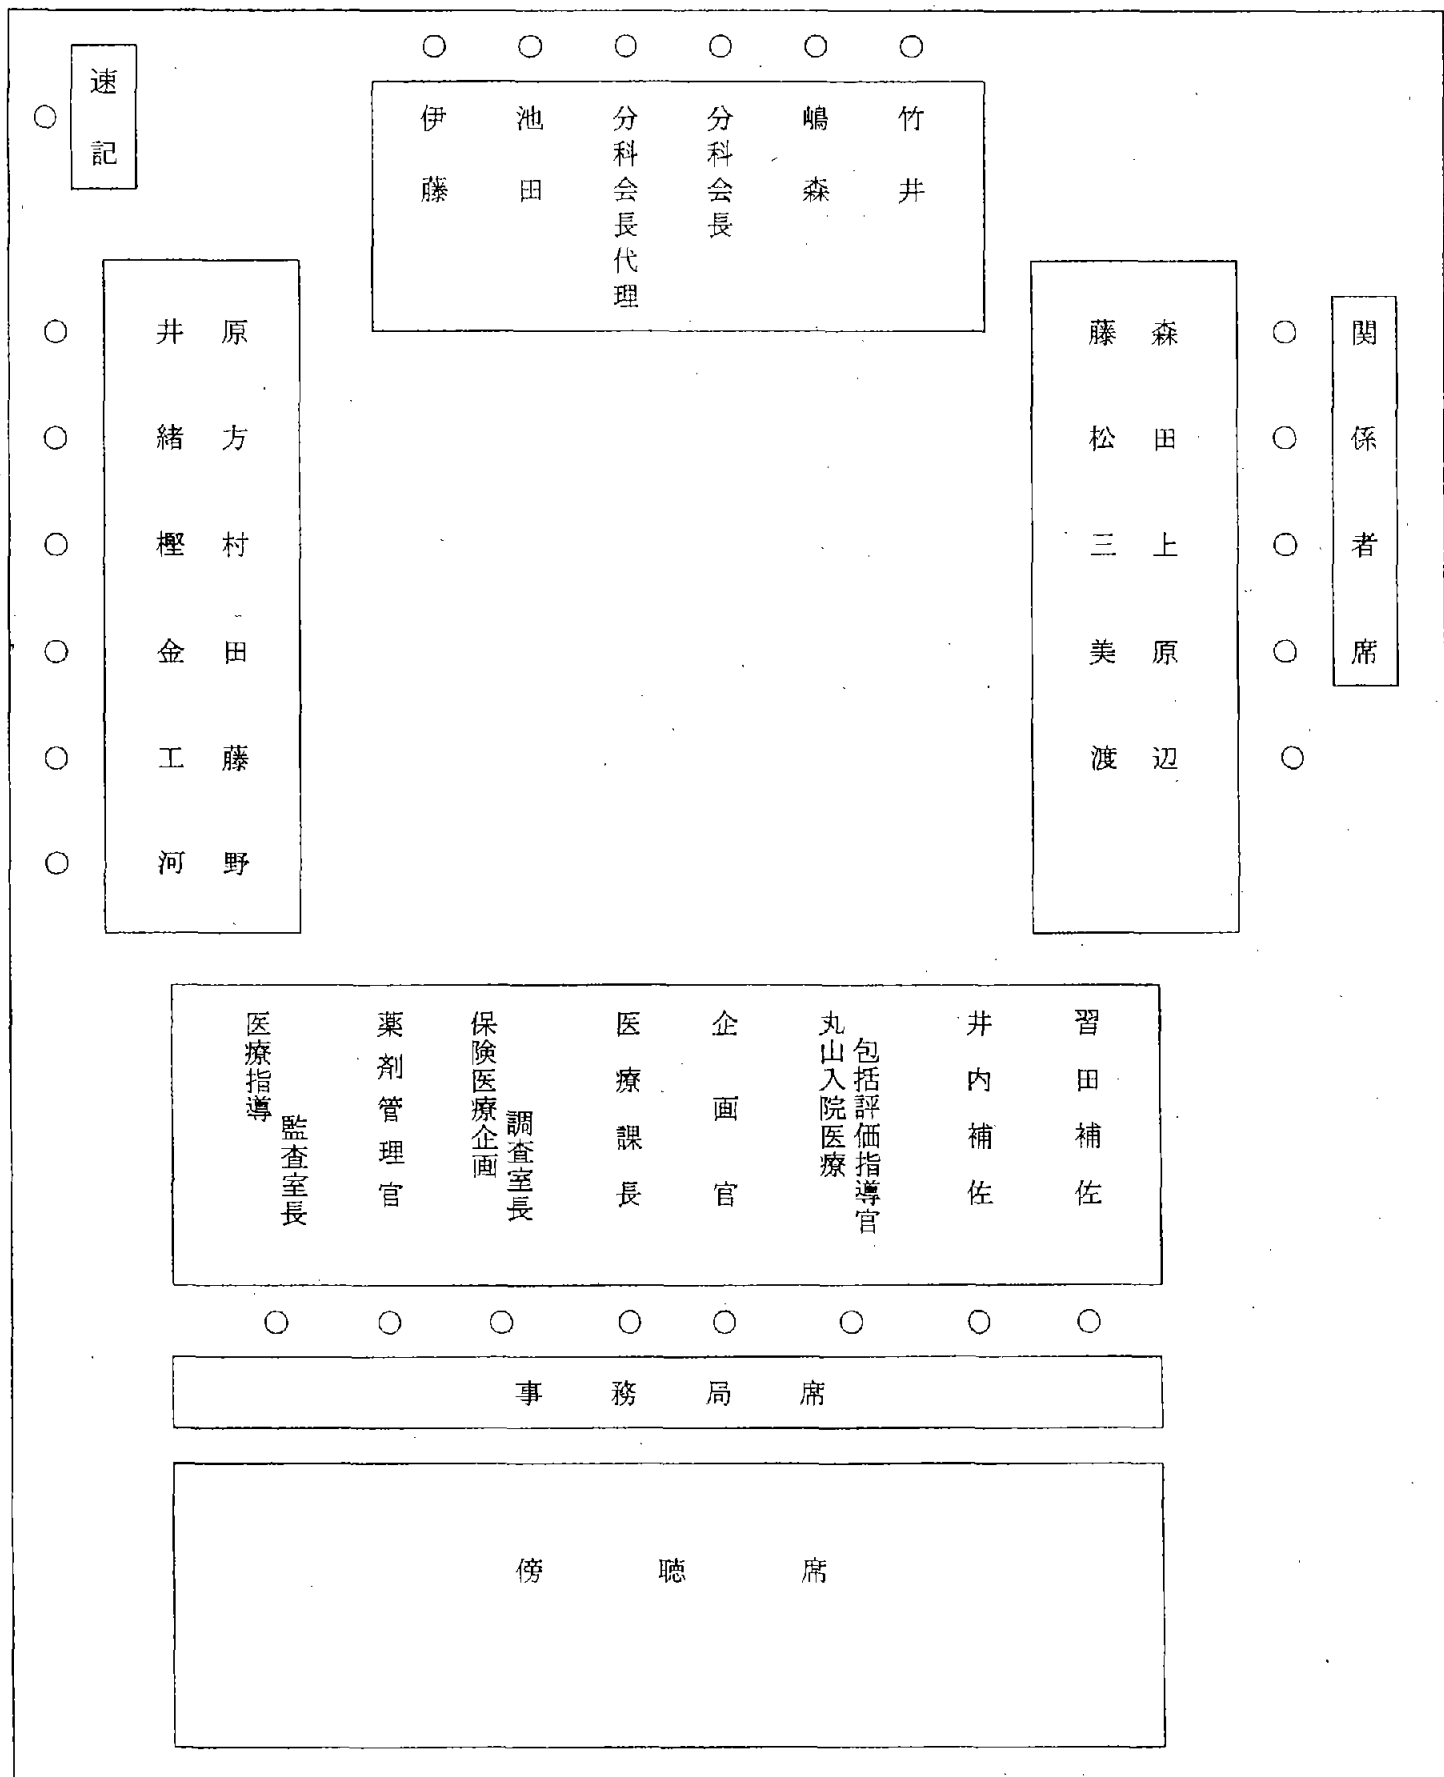 速記
伊藤
池田
分科会長代理
分科会長
嶋森
竹井
井原
緒方
樫村
金田
工藤
河野
藤森
松田
三上
美原
渡辺
関係者席
医療指導
監査室長
薬剤管理官
保険医療企画
調査室長
医療課長
企画官
丸山入院医療
包括評価指導官
井内補佐
習田補佐
事務局席
傍聴席